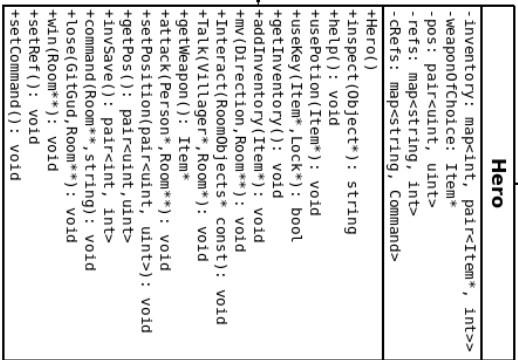 Hero
-inventory: map<int, pair<Item*, int>>
-weaponOfChoice: Item*
-pos: pair<uint, uint>
-refs: map<string, int>
-cRefs: map<string, Command>
+Hero()
+inspect(Object*): string
+help(): void
+usePotion(Item*): void
+useKey(Item*,Lock*): bool
+getInventory(): void
+addInventory(Item*): void
+mv(Direction,Room**): void
+Interact(RoomObjects* const): void
+Talk(Villager*,Room*): void
+getWeapon(): Item*
+attack(Person*,Room**): void
+setPosition(pair<uint, uint>): void
+getPos(): pair<uint,uint>
+invSave(): pair<int, int>
+command(Room**,string): void
+lose(GitGud,Room**): void
+win(Room**): void
+setRef(): void
+setCommand(): void